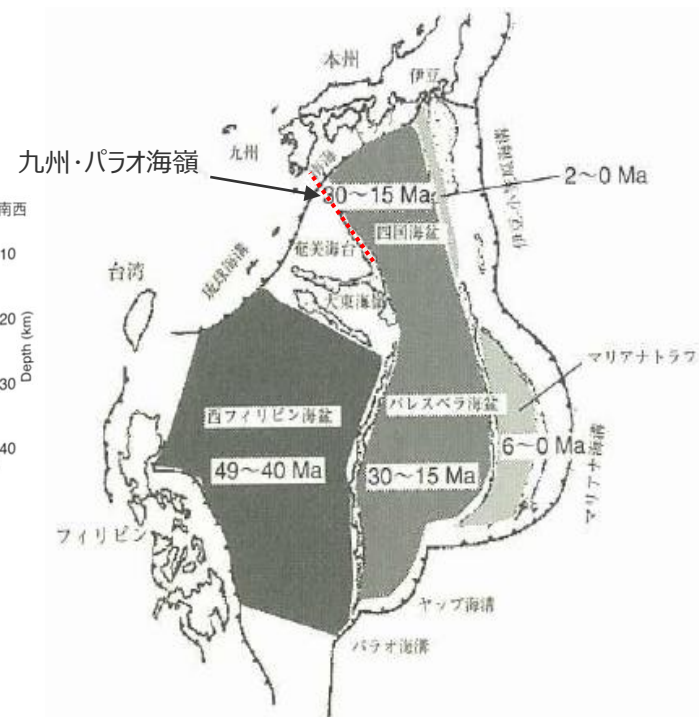 本州
伊豆
九州
九州・パラオ海嶺
2〜0 Ma
南西
30〜15 Ma
四国海盆
10
奄美海台
台湾
琉球海溝
大東海嶺
20
Depth (km)
マリアナトラフ
30
西フィリピン海盆
パレスベラ海盆
40
6〜0 Ma
49〜40 Ma
30〜15 Ma
マリアナ海溝
フィリピン
ヤップ海溝
パラオ海溝